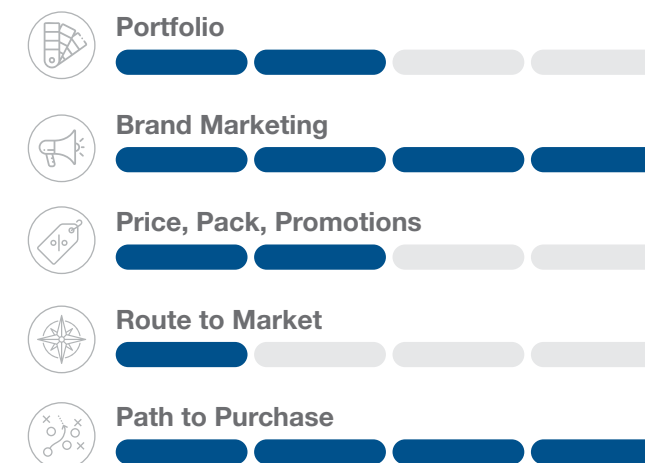 Portfolio
Brand Marketing
Price, Pack, Promotions
Route to Market
Path to Purchase